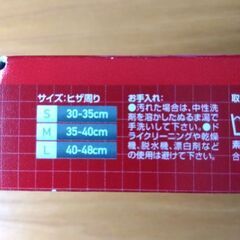 サイズ:ヒザ周り
S 30-35cm
M 35-40cm
L 40-48cm
お手入れ:
●汚れた場合は、中性洗
剤を溶かしたぬるま湯で
手洗いして下さい。●ド
ライクリーニングや乾燥
機、脱水機、漂白剤など
の使用は避けて下さい。
取
素
合